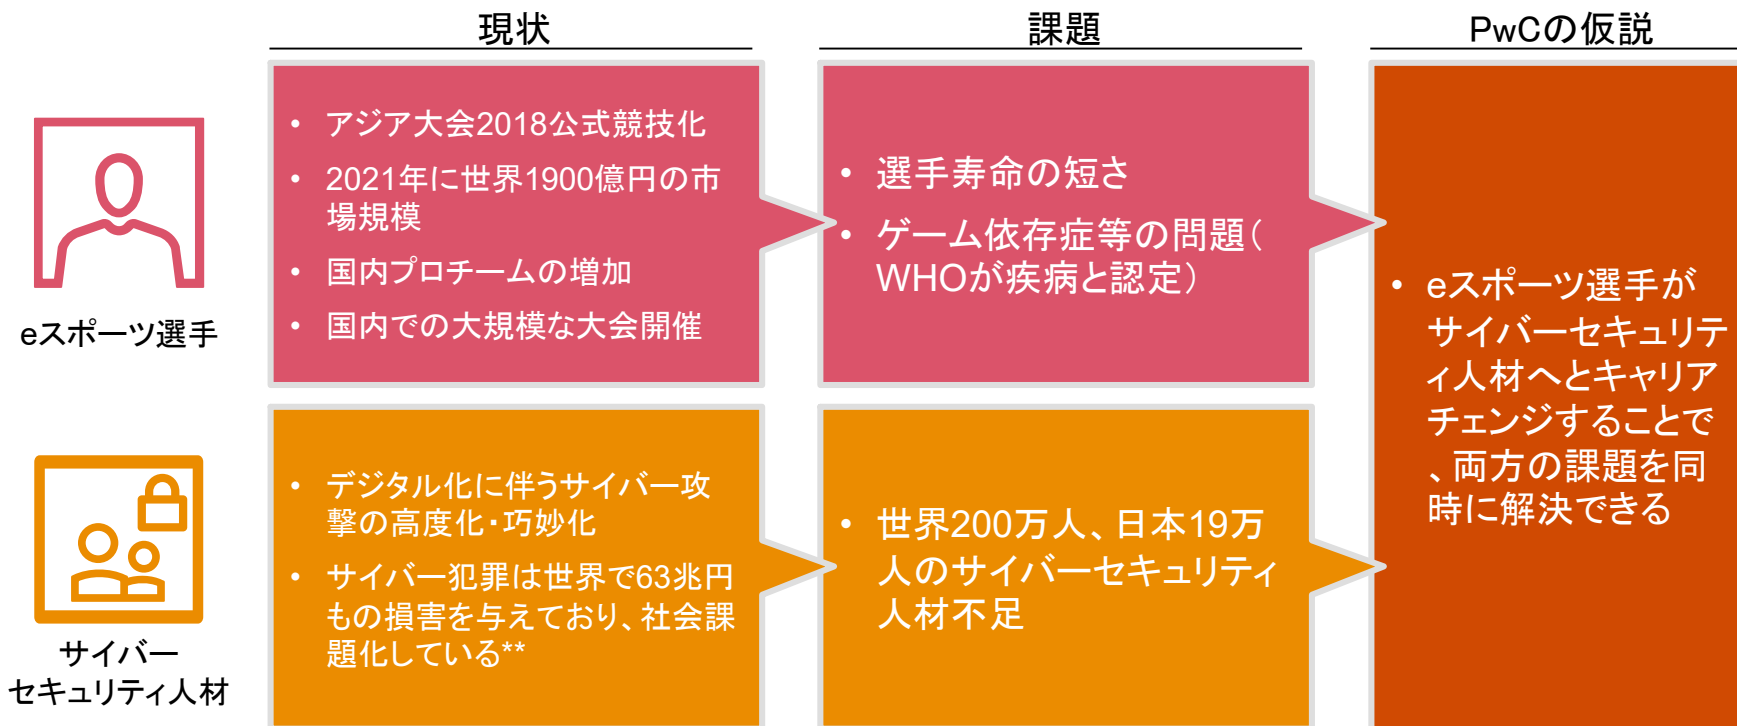 現状
課題
PwCの仮説
eスポーツ選手
• アジア大会2018公式競技化
• 2021年に世界1900億円の市
場規模
• 国内プロチームの増加
• 国内での大規模な大会開催
• 選手寿命の短さ
• ゲーム依存症等の問題(
WHOが疾病と認定)
サイバー
セキュリティ人材
• デジタル化に伴うサイバー攻
撃の高度化・巧妙化
• サイバー犯罪は世界で63兆円
もの損害を与えており、社会課
題化している**
• 世界200万人、日本19万
人のサイバーセキュリティ
人材不足
• eスポーツ選手が
サイバーセキュリテ
ィ人材へとキャリア
チェンジすることで
、両方の課題を同
時に解決できる